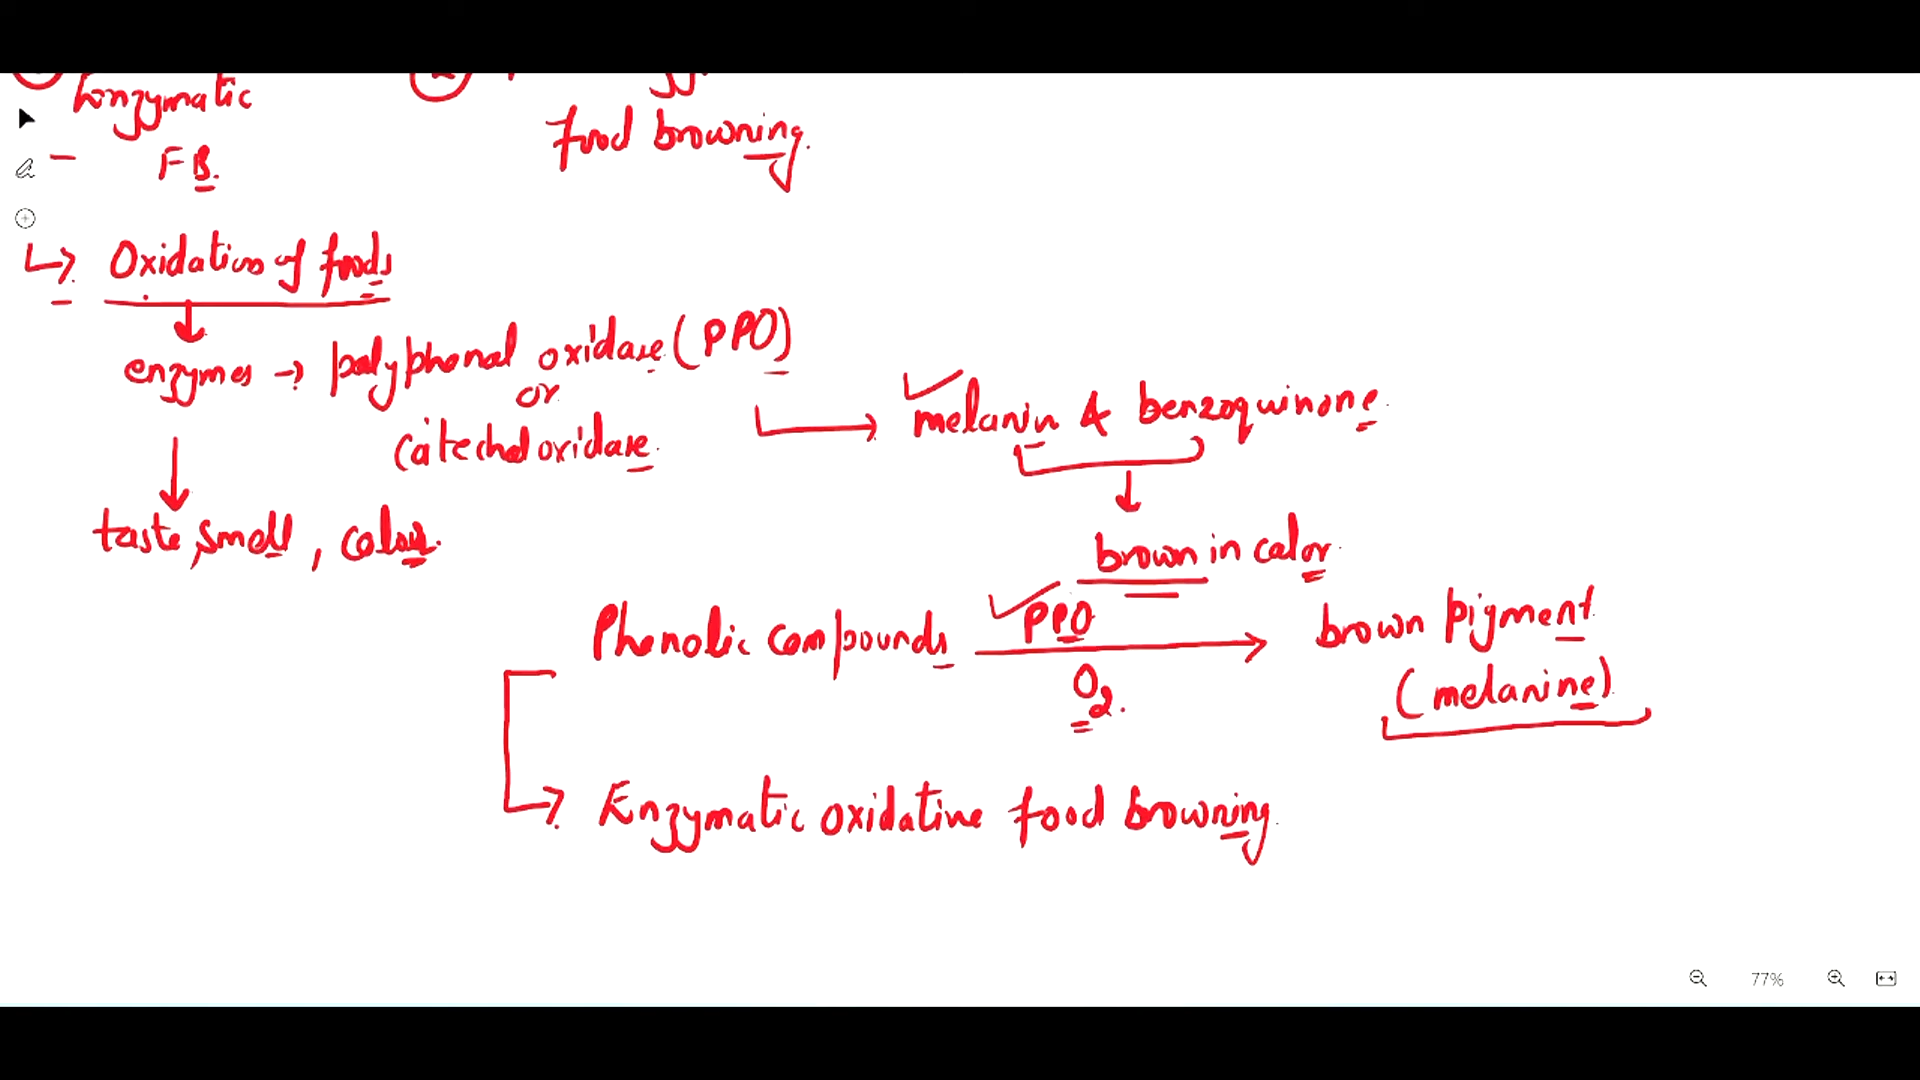 Enzymatic
food browning.
FB.
Oxidation of foods
enzymes → polyphenol oxidase (PPO)
or
catechol oxidase.
melanin & benzoquinone.
taste, smell, colour.
brown in color.
Phenolic compounds PPO → brown pigment
O2. (melanine)
Enzymatic oxidative food browning.
77%